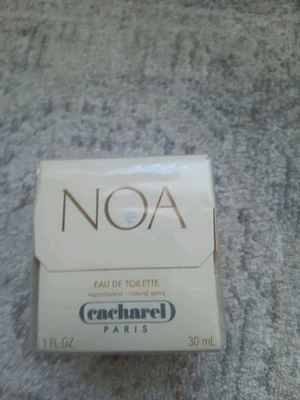 NOA
e
EAU DE TOILETTE
vaporisateur · natural spray
cacharel
PARIS
1 FL OZ 30 mL